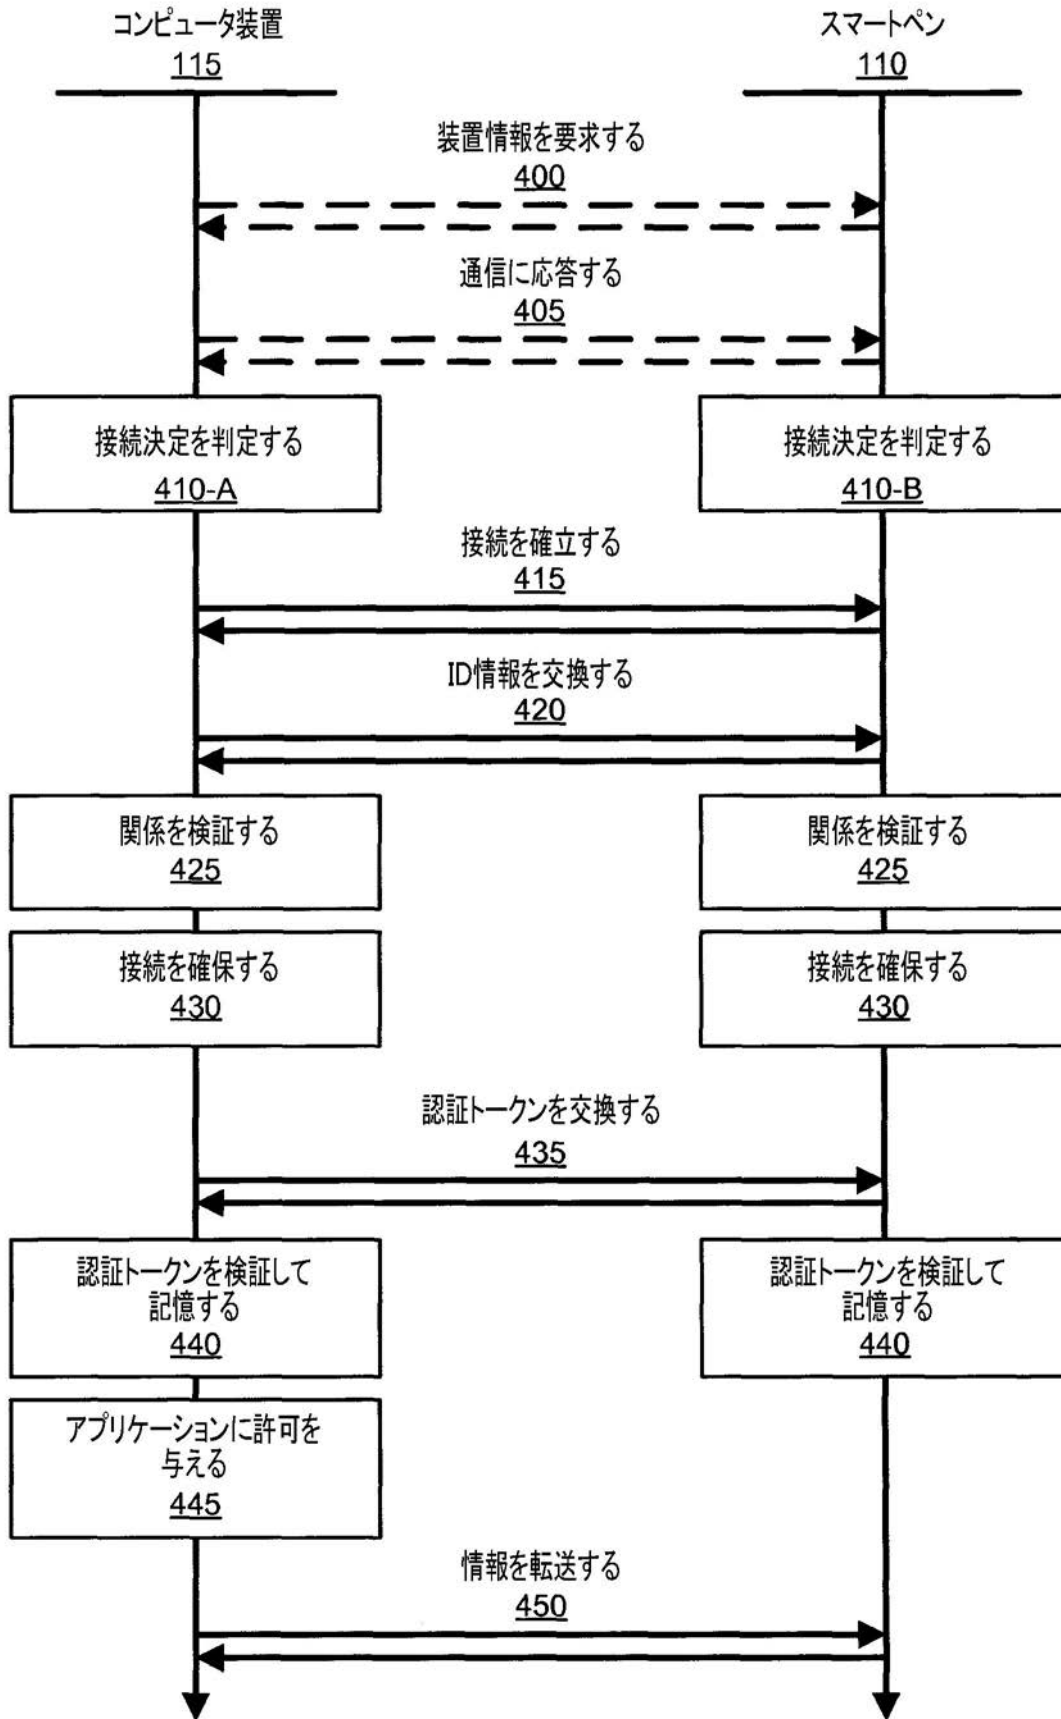 コンピュータ装置
115
スマートペン
110
装置情報を要求する
400
通信に応答する
405
接続決定を判定する
410-A
接続決定を判定する
410-B
接続を確立する
415
ID情報を交換する
420
関係を検証する
425
関係を検証する
425
接続を確保する
430
接続を確保する
430
認証トークンを交換する
435
認証トークンを検証して
記憶する
440
認証トークンを検証して
記憶する
440
アプリケーションに許可を
与える
445
情報を転送する
450